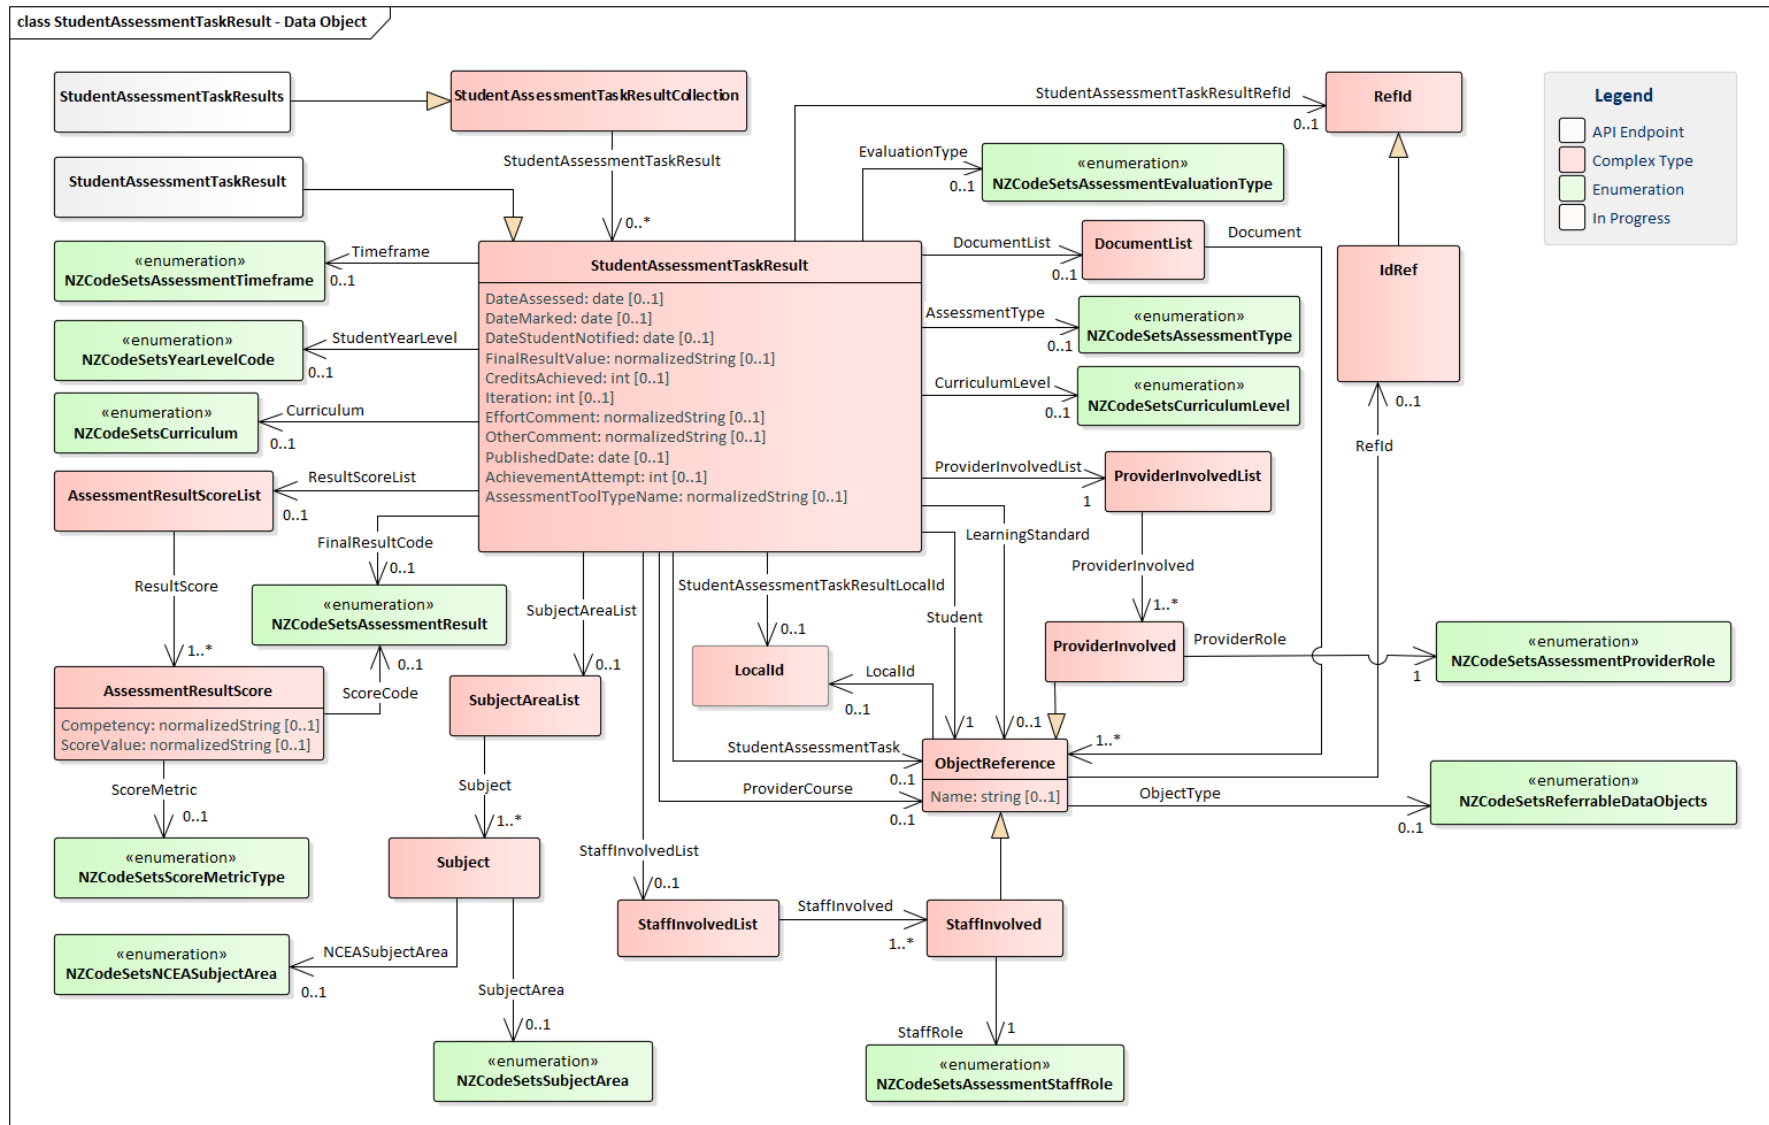 class StudentAssessmentTaskResult - Data Object
StudentAssessmentTaskResults
StudentAssessmentTaskResultCollection
StudentAssessmentTaskResultRefId
0..1
RefId
Legend
API Endpoint
Complex Type
Enumeration
In Progress
StudentAssessmentTaskResult
0..*
StudentAssessmentTaskResult
EvaluationType
0..1
«enumeration»
NZCodeSetsAssessmentEvaluationType
«enumeration»
NZCodeSetsAssessmentTimeframe
Timeframe
0..1
StudentAssessmentTaskResult
DateAssessed: date [0..1]
DateMarked: date [0..1]
DateStudentNotified: date [0..1]
FinalResultValue: normalizedString [0..1]
CreditsAchieved: int [0..1]
Iteration: int [0..1]
EffortComment: normalizedString [0..1]
OtherComment: normalizedString [0..1]
PublishedDate: date [0..1]
AchievementAttempt: int [0..1]
AssessmentToolTypeName: normalizedString [0..1]
DocumentList
0..1
DocumentList
Document
1..*
IdRef
«enumeration»
NZCodeSetsYearLevelCode
StudentYearLevel
0..1
AssessmentType
0..1
«enumeration»
NZCodeSetsAssessmentType
«enumeration»
NZCodeSetsCurriculum
Curriculum
0..1
CurriculumLevel
0..1
«enumeration»
NZCodeSetsCurriculumLevel
0..1
RefId
AssessmentResultScoreList
ResultScoreList
0..1
ProviderInvolvedList
1
ProviderInvolvedList
FinalResultCode
0..1
LearningStandard
0..1
ProviderInvolved
1..*
ResultScore
1..*
«enumeration»
NZCodeSetsAssessmentResult
SubjectAreaList
0..1
StudentAssessmentTaskResultLocalId
0..1
Student
1
ProviderInvolved
ProviderRole
1
«enumeration»
NZCodeSetsAssessmentProviderRole
AssessmentResultScore
Competency: normalizedString [0..1]
ScoreValue: normalizedString [0..1]
ScoreCode
0..1
SubjectAreaList
LocalId
LocalId
0..1
StudentAssessmentTask
0..1
ObjectReference
Name: string [0..1]
ProviderCourse
0..1
ObjectType
0..1
«enumeration»
NZCodeSetsReferrableDataObjects
ScoreMetric
0..1
Subject
1..*
«enumeration»
NZCodeSetsScoreMetricType
Subject
StaffInvolvedList
0..1
StaffInvolvedList
StaffInvolved
1..*
StaffInvolved
«enumeration»
NZCodeSetsNCEASubjectArea
NCEASubjectArea
0..1
SubjectArea
0..1
StaffRole
1
«enumeration»
NZCodeSetsSubjectArea
«enumeration»
NZCodeSetsAssessmentStaffRole